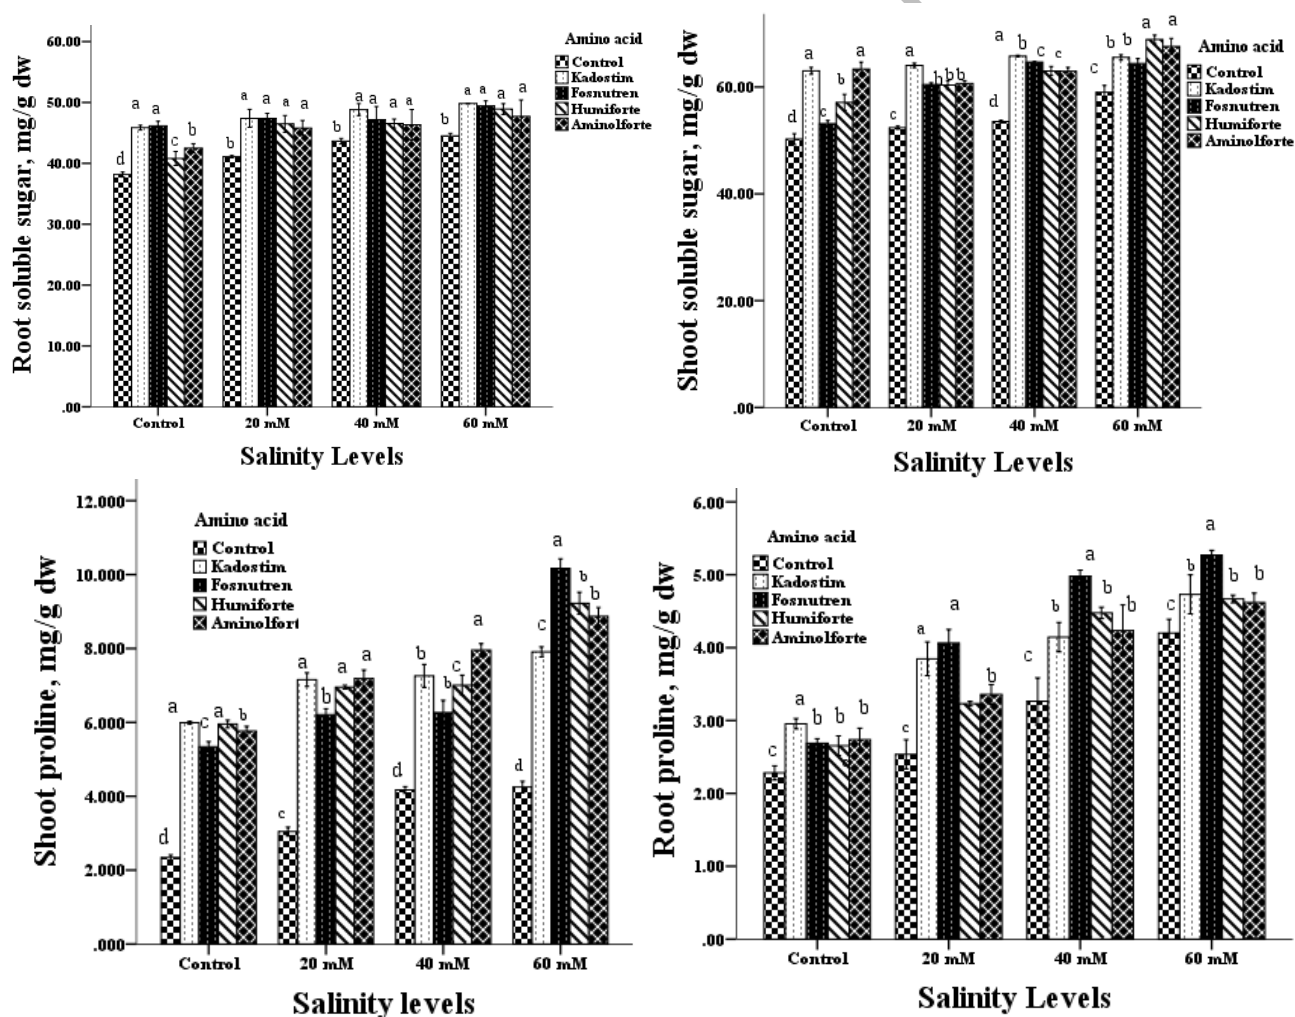 Root soluble sugar, mg/g dw
60.00
50.00
40.00
30.00
20.00
10.00
.00
d a a c b
b a a a a
b a a a a
b a a a a
Control 20 mM 40 mM 60 mM
Salinity Levels
Amino acid
Control
Kadostim
Fosnutren
Humiforte
Aminolforte
Shoot soluble sugar, mg/g dw
60.00
40.00
20.00
.00
d a c b a
c a b b b
a d b c c
c b b a a
Control 20 mM 40 mM 60 mM
Salinity Levels
Amino acid
Control
Kadostim
Fosnutren
Humiforte
Aminolforte
Shoot proline, mg/g dw
12.000
10.000
8.000
6.000
4.000
2.000
.000
Amino acid
Control
Kadostim
Fosnutren
Humiforte
Aminolfort
d a c a b
c a b a a
d b b c a
d c a b b
Control 20 mM 40 mM 60 mM
Salinity levels
Root proline, mg/g dw
6.00
5.00
4.00
3.00
2.00
1.00
.00
Amino acid
Control
Kadostim
Fosnutren
Humiforte
Aminolforte
c a b b b
c a a b
c b a b b
c b a b b
Control 20 mM 40 mM 60 mM
Salinity Levels